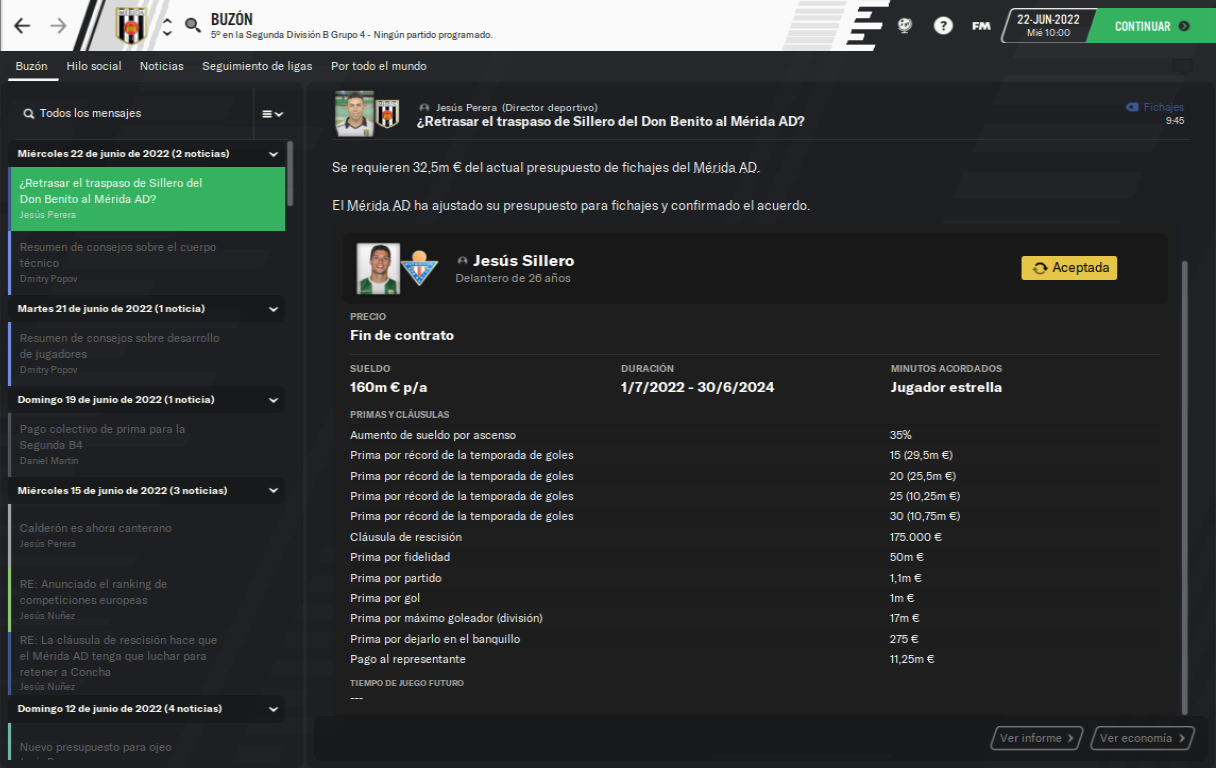 BUZÓN
5º en la Segunda División B Grupo 4 - Ningún partido programado.
FM
22-JUN-2022
Mié 10:00
CONTINUAR
Buzón
Hilo social
Noticias
Seguimiento de ligas
Por todo el mundo
Todos los mensajes
Miércoles 22 de junio de 2022 (2 noticias)
¿Retrasar el traspaso de Sillero del
Don Benito al Mérida AD?
Jesús Perera
Resumen de consejos sobre el cuerpo
técnico
Dmitry Popov
Martes 21 de junio de 2022 (1 noticia)
Resumen de consejos sobre desarrollo
de jugadores
Dmitry Popov
Domingo 19 de junio de 2022 (1 noticia)
Pago colectivo de prima para la
Segunda B4
Daniel Martín
Miércoles 15 de junio de 2022 (3 noticias)
Calderón es ahora canterano
Jesús Perera
RE: Anunciado el ranking de
competiciones europeas
Jesús Nuñez
RE: La cláusula de rescisión hace que
el Mérida AD tenga que luchar para
retener a Concha
Jesús Nuñez
Domingo 12 de junio de 2022 (4 noticias)
Nuevo presupuesto para ojeo
Jesús Perera (Director deportivo)
¿Retrasar el traspaso de Sillero del Don Benito al Mérida AD?
Fichajes
9:45
Se requieren 32,5m € del actual presupuesto de fichajes del Mérida AD.
El Mérida AD ha ajustado su presupuesto para fichajes y confirmado el acuerdo.
Jesús Sillero
Delantero de 26 años
Aceptada
PRECIO
Fin de contrato
SUELDO
160m € p/a
DURACIÓN
1/7/2022 - 30/6/2024
MINUTOS ACORDADOS
Jugador estrella
PRIMAS Y CLÁUSULAS
Aumento de sueldo por ascenso 35%
Prima por récord de la temporada de goles 15 (29,5m €)
Prima por récord de la temporada de goles 20 (25,5m €)
Prima por récord de la temporada de goles 25 (10,25m €)
Prima por récord de la temporada de goles 30 (10,75m €)
Cláusula de rescisión 175.000 €
Prima por fidelidad 50m €
Prima por partido 1,1m €
Prima por gol 1m €
Prima por máximo goleador (división) 17m €
Prima por dejarlo en el banquillo 275 €
Pago al representante 11,25m €
TIEMPO DE JUEGO FUTURO
---
Ver informe
Ver economía